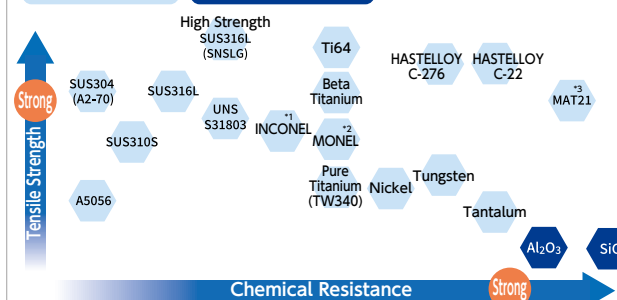 High Strength
SUS316L
(SNSLG)
Ti64
HASTELLOY
C-276
HASTELLOY
C-22
*3
MAT21
Strong
SUS304
(A2-70)
SUS316L
Beta
Titanium
UNS
S31803
*1
INCONEL
*2
MONEL
SUS310S
Pure
Titanium
(TW340)
Nickel
Tungsten
A5056
Tantalum
Al₂O₃
SiC
Tensile Strength
Chemical Resistance
Strong